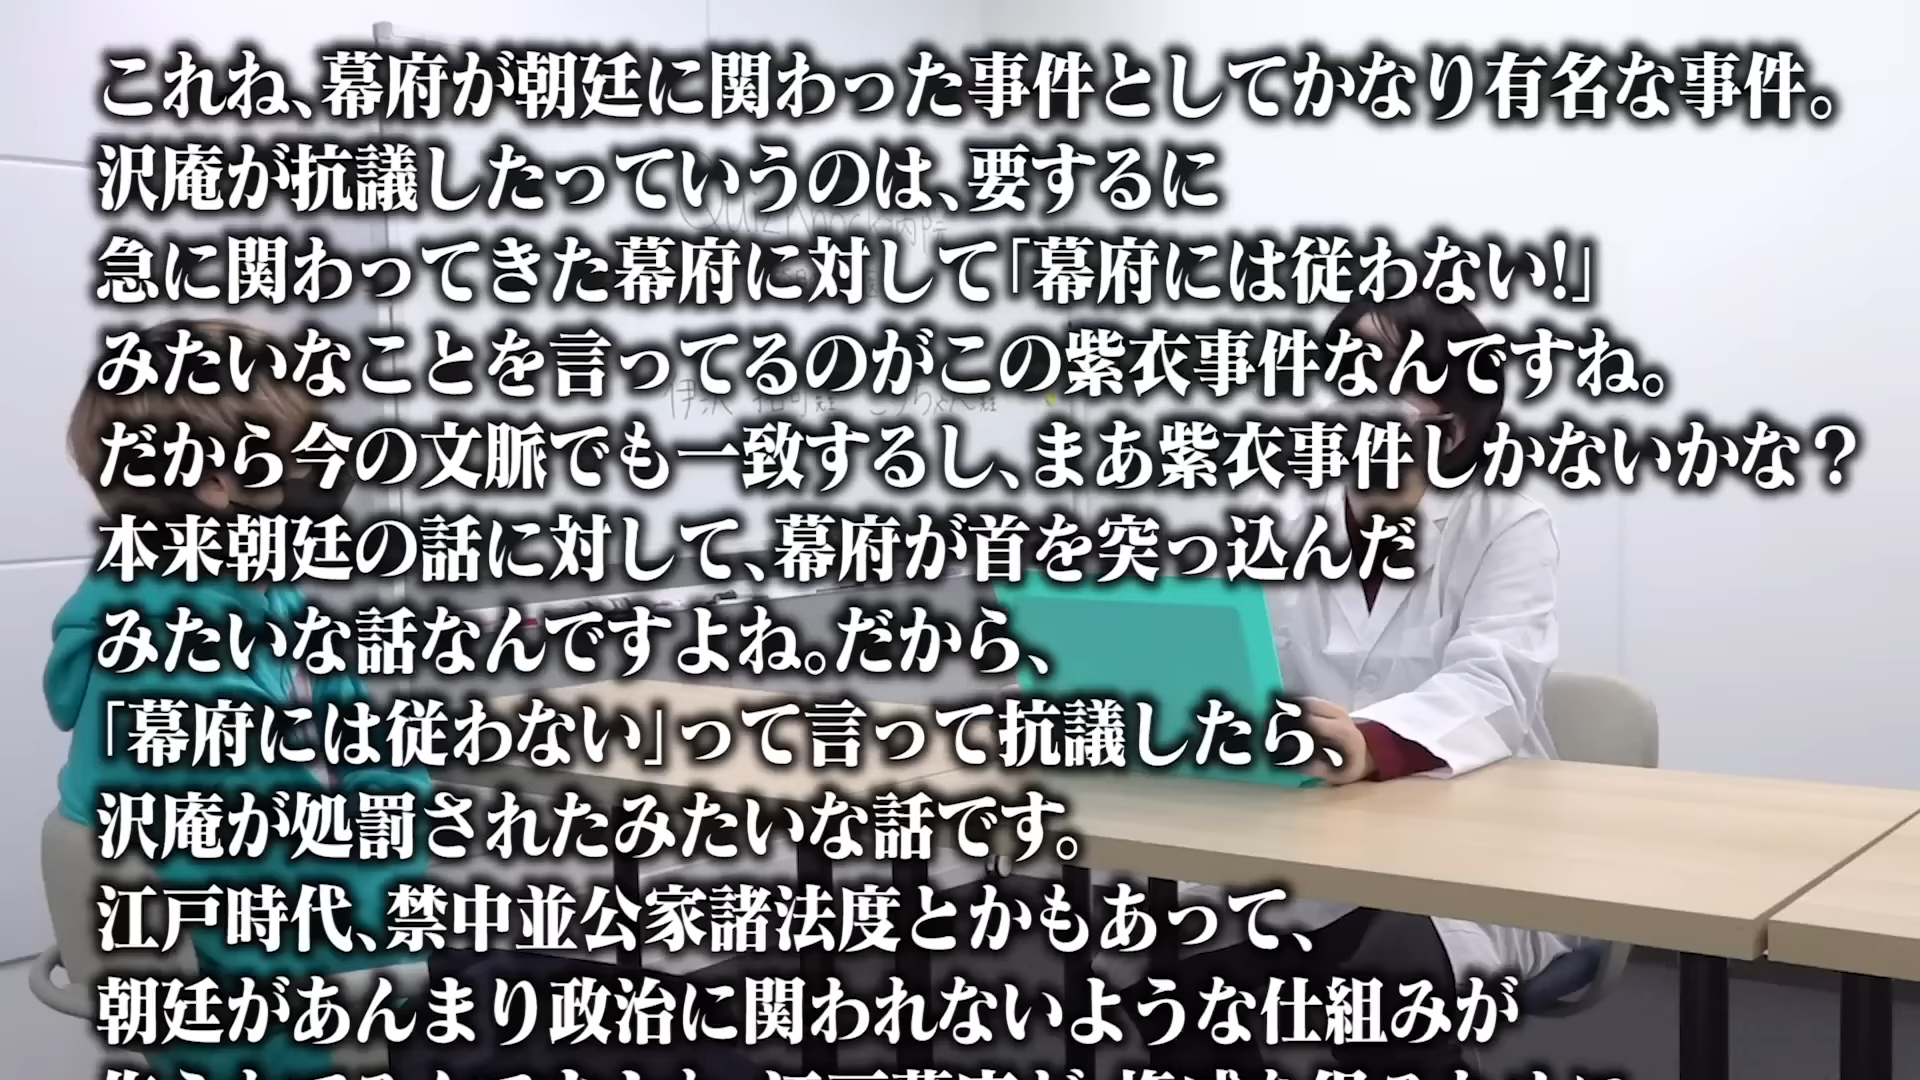 これね、幕府が朝廷に関わった事件としてかなり有名な事件。
沢庵が抗議したっていうのは、要するに
急に関わってきた幕府に対して「幕府には従わない!」
みたいなことを言ってるのがこの紫衣事件なんですね。
だから今の文脈でも一致するし、まあ紫衣事件しかないかな？
本来朝廷の話に対して、幕府が首を突っ込んだ
みたいな話なんですよね。だから、
「幕府には従わない」って言って抗議したら、
沢庵が処罰されたみたいな話です。
江戸時代、禁中並公家諸法度とかもあって、
朝廷があんまり政治に関われないような仕組みが